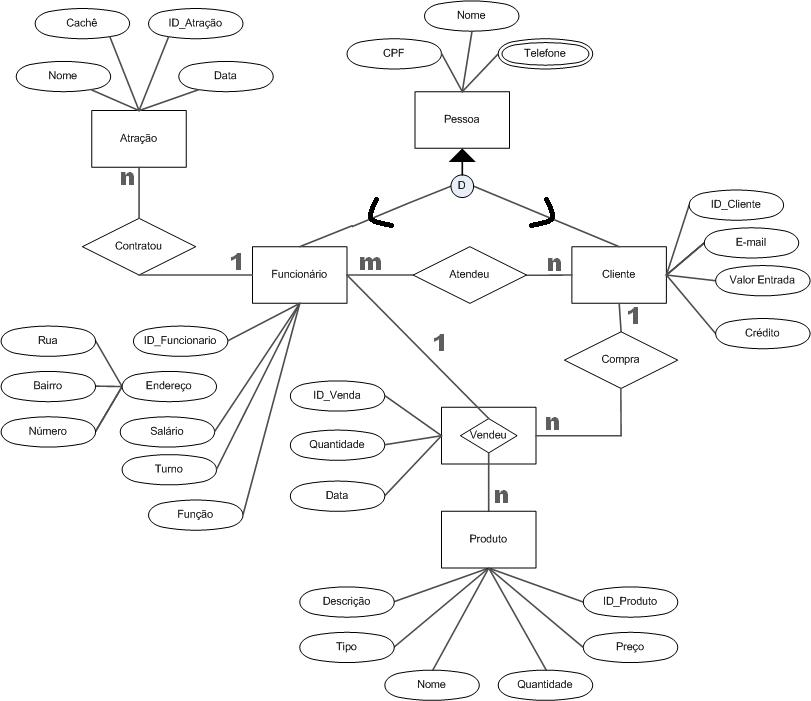 Nome
Cachê
ID_Atração
CPF
Telefone
Nome
Data
Atração
Pessoa
n
D
ID_Cliente
Contratou
E-mail
1
Funcionário
m
Atendeu
n
Cliente
Valor Entrada
1
Rua
ID_Funcionario
1
Crédito
Compra
Bairro
Endereço
ID_Venda
Número
Salário
Vendeu
n
Quantidade
Turno
Data
n
Função
Produto
Descrição
ID_Produto
Tipo
Preço
Nome
Quantidade